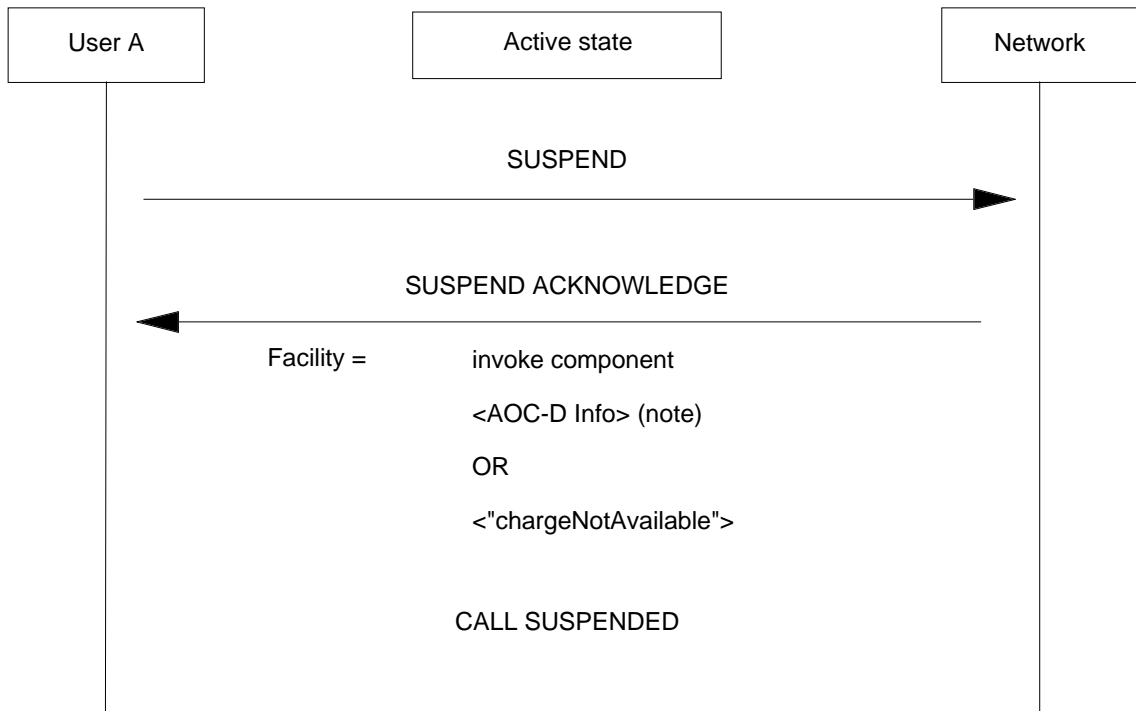 User A
Active state
Network
SUSPEND
SUSPEND ACKNOWLEDGE
Facility = invoke component
<AOC-D Info> (note)
OR
<"chargeNotAvailable">
CALL SUSPENDED